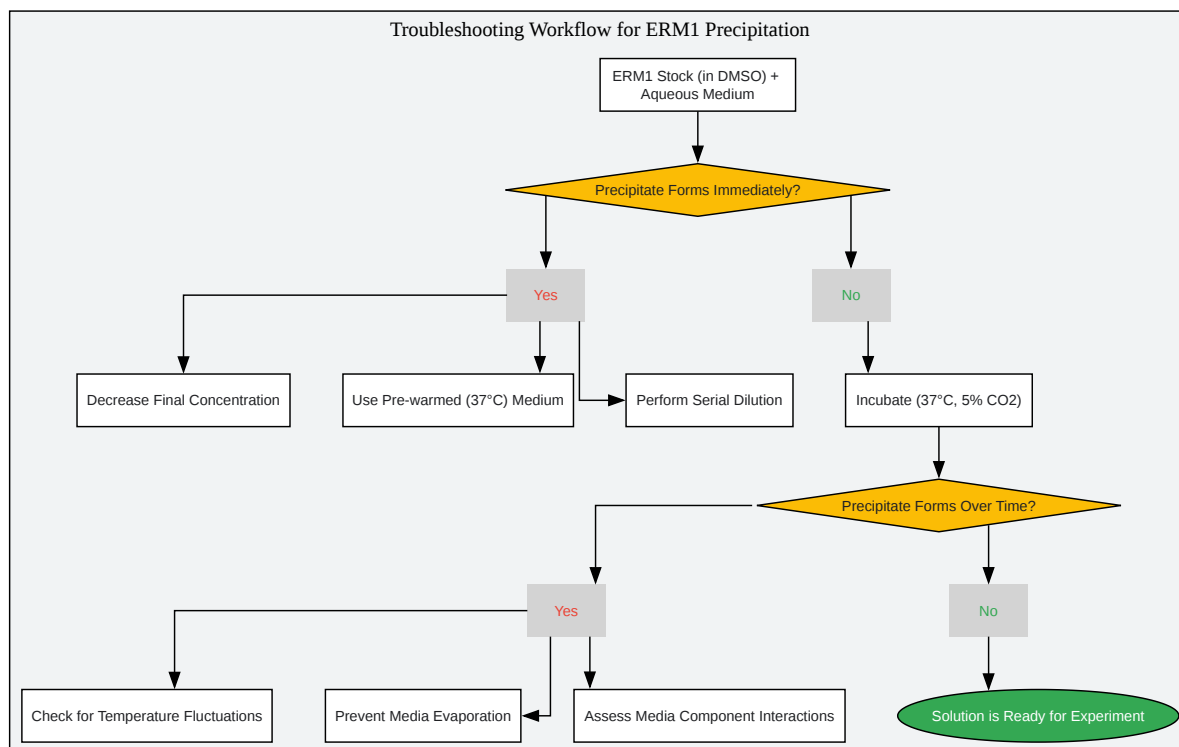 Troubleshooting Workflow for ERM1 Precipitation
ERM1 Stock (in DMSO) +
Aqueous Medium
Precipitate Forms Immediately?
Yes
No
Decrease Final Concentration
Use Pre-warmed (37°C) Medium
Perform Serial Dilution
Incubate (37°C, 5% CO2)
Precipitate Forms Over Time?
Yes
No
Check for Temperature Fluctuations
Prevent Media Evaporation
Assess Media Component Interactions
Solution is Ready for Experiment